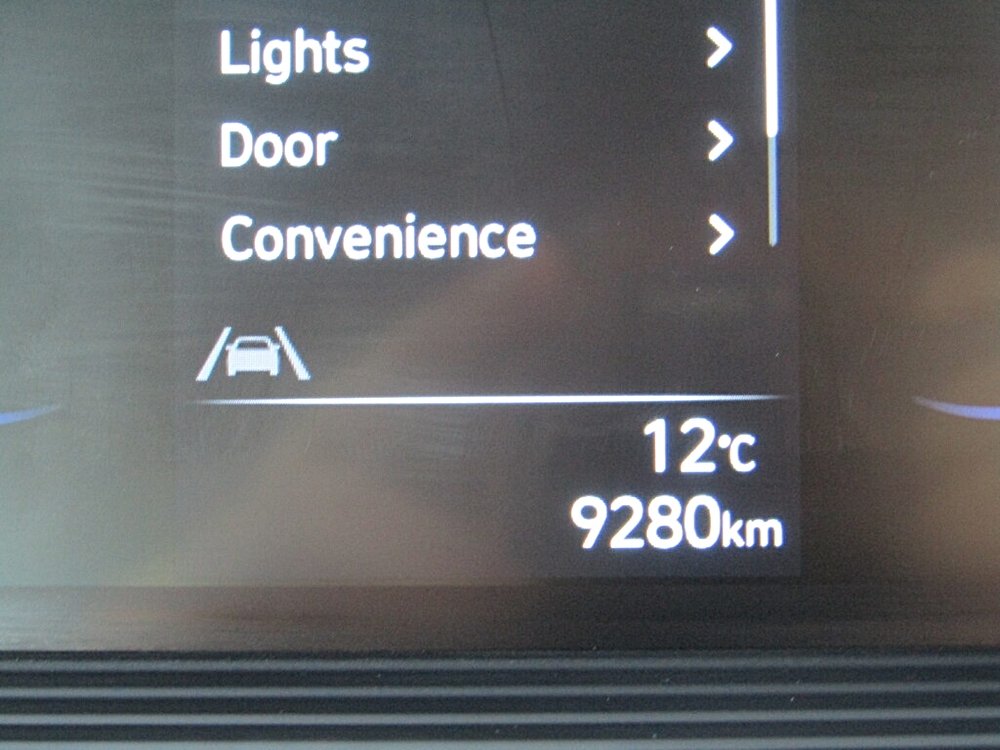 Lights
Door
Convenience
12°C
9280km